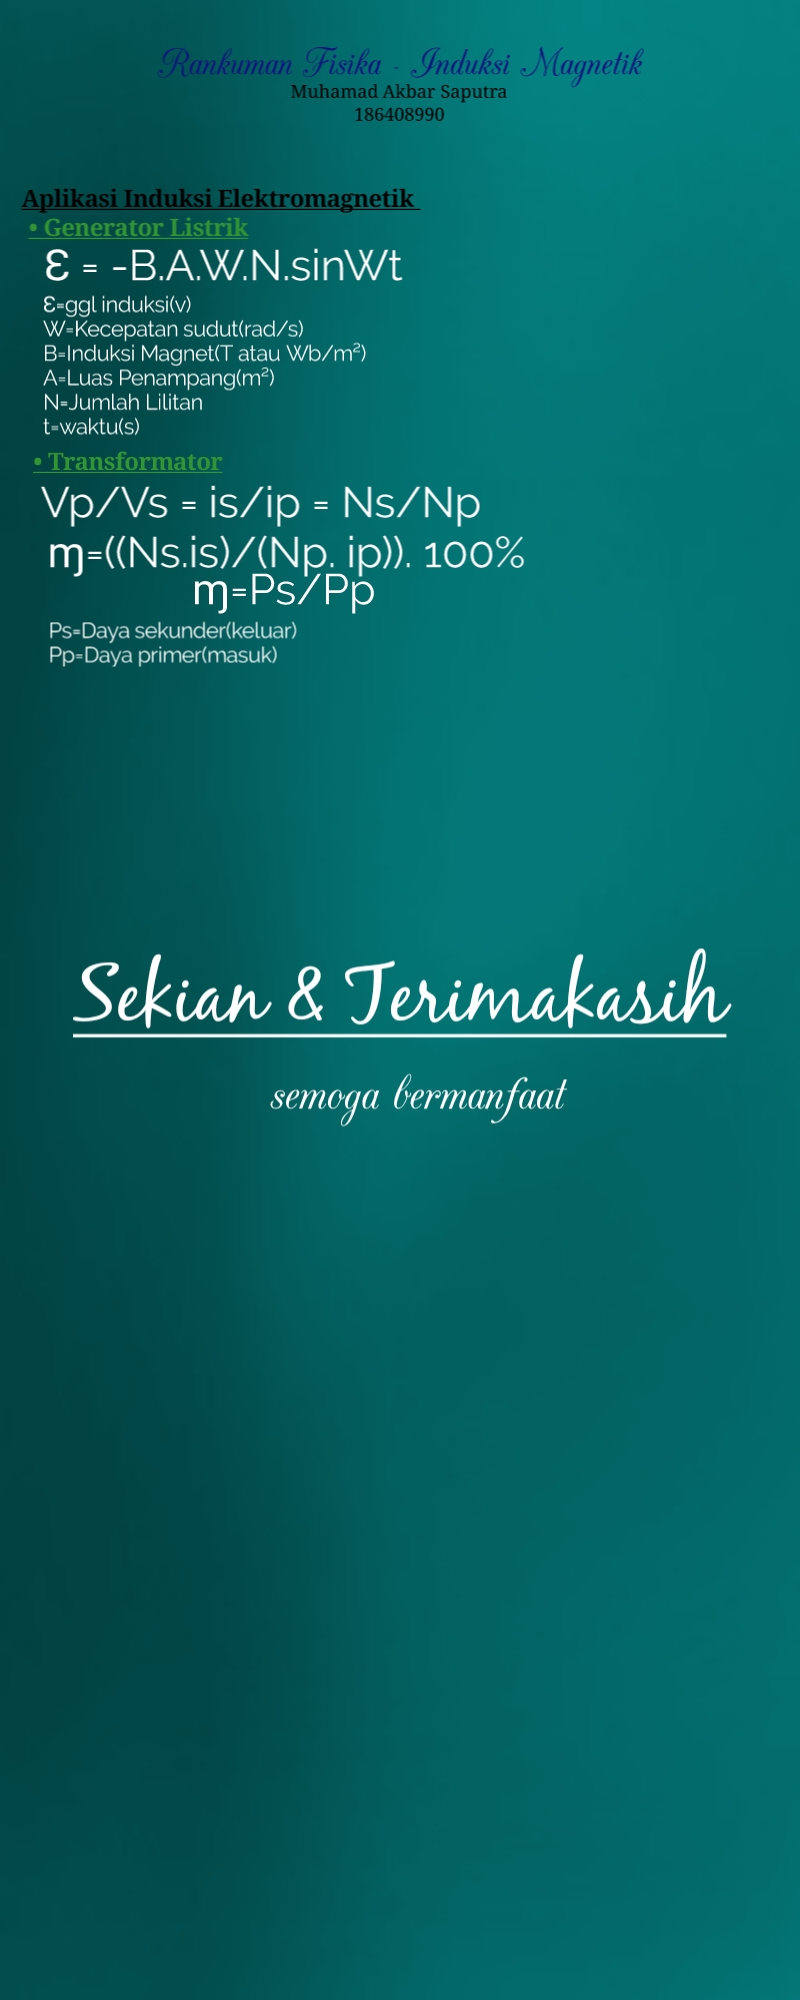 Rankuman Fisika - Induksi Magnetik
Muhamad Akbar Saputra
186408990
Aplikasi Induksi Elektromagnetik
• Generator Listrik
Ɛ = -B.A.W.N.sinWt
Ɛ=ggl induksi(v)
W=Kecepatan sudut(rad/s)
B=Induksi Magnet(T atau Wb/m²)
A=Luas Penampang(m²)
N=Jumlah Lilitan
t=waktu(s)
• Transformator
Vp/Vs = is/ip = Ns/Np
ɱ=((Ns.is)/(Np. ip)). 100%
ɱ=Ps/Pp
Ps=Daya sekunder(keluar)
Pp=Daya primer(masuk)
Sekian & Terimakasih
semoga bermanfaat